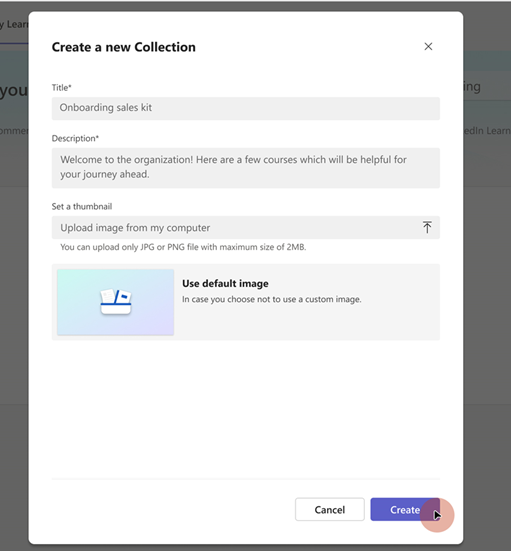 y Learn
Create a new Collection
you
ing
ommen
edIn Learn
Title*
Onboarding sales kit
Description*
Welcome to the organization! Here are a few courses which will be helpful for
your journey ahead.
Set a thumbnail
Upload image from my computer
You can upload only JPG or PNG file with maximum size of 2MB.
Use default image
In case you choose not to use a custom image.
Cancel
Create